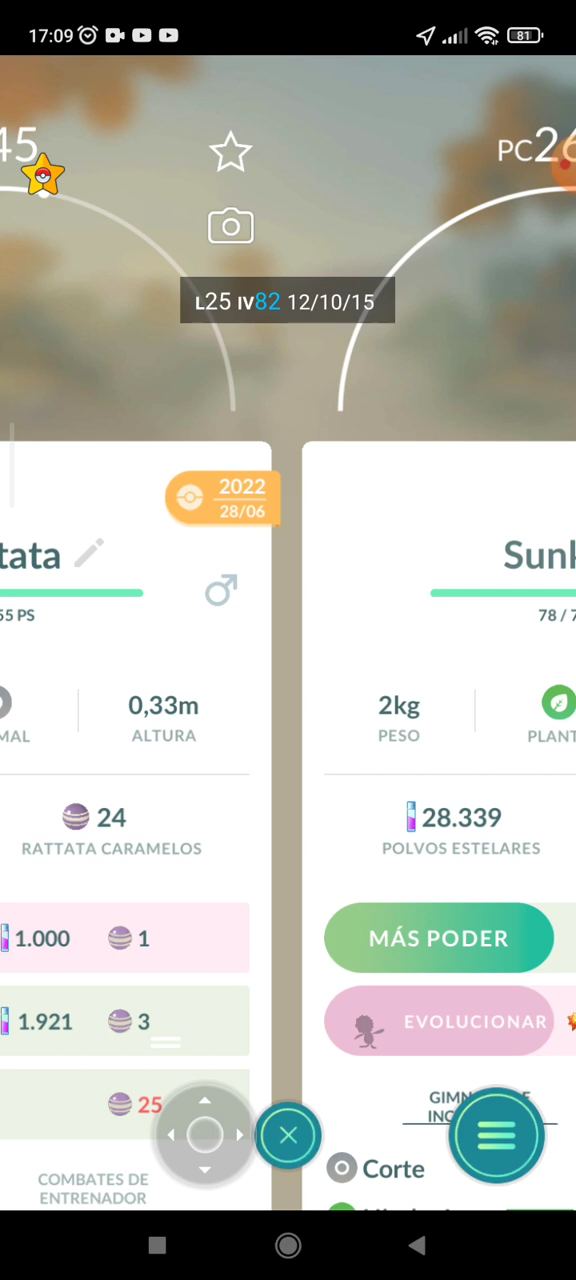 17:09
81
45
PC26
L25 IV82 12/10/15
2022
28/06
tata
Sunk
55 PS
78 / 7
0,33m
2kg
MAL
ALTURA
PESO
PLANT
24
28.339
RATTATA CARAMELOS
POLVOS ESTELARES
1.000
1
MÁS PODER
1.921
3
EVOLUCIONAR
25
COMBATES DE
ENTRENADOR
Corte